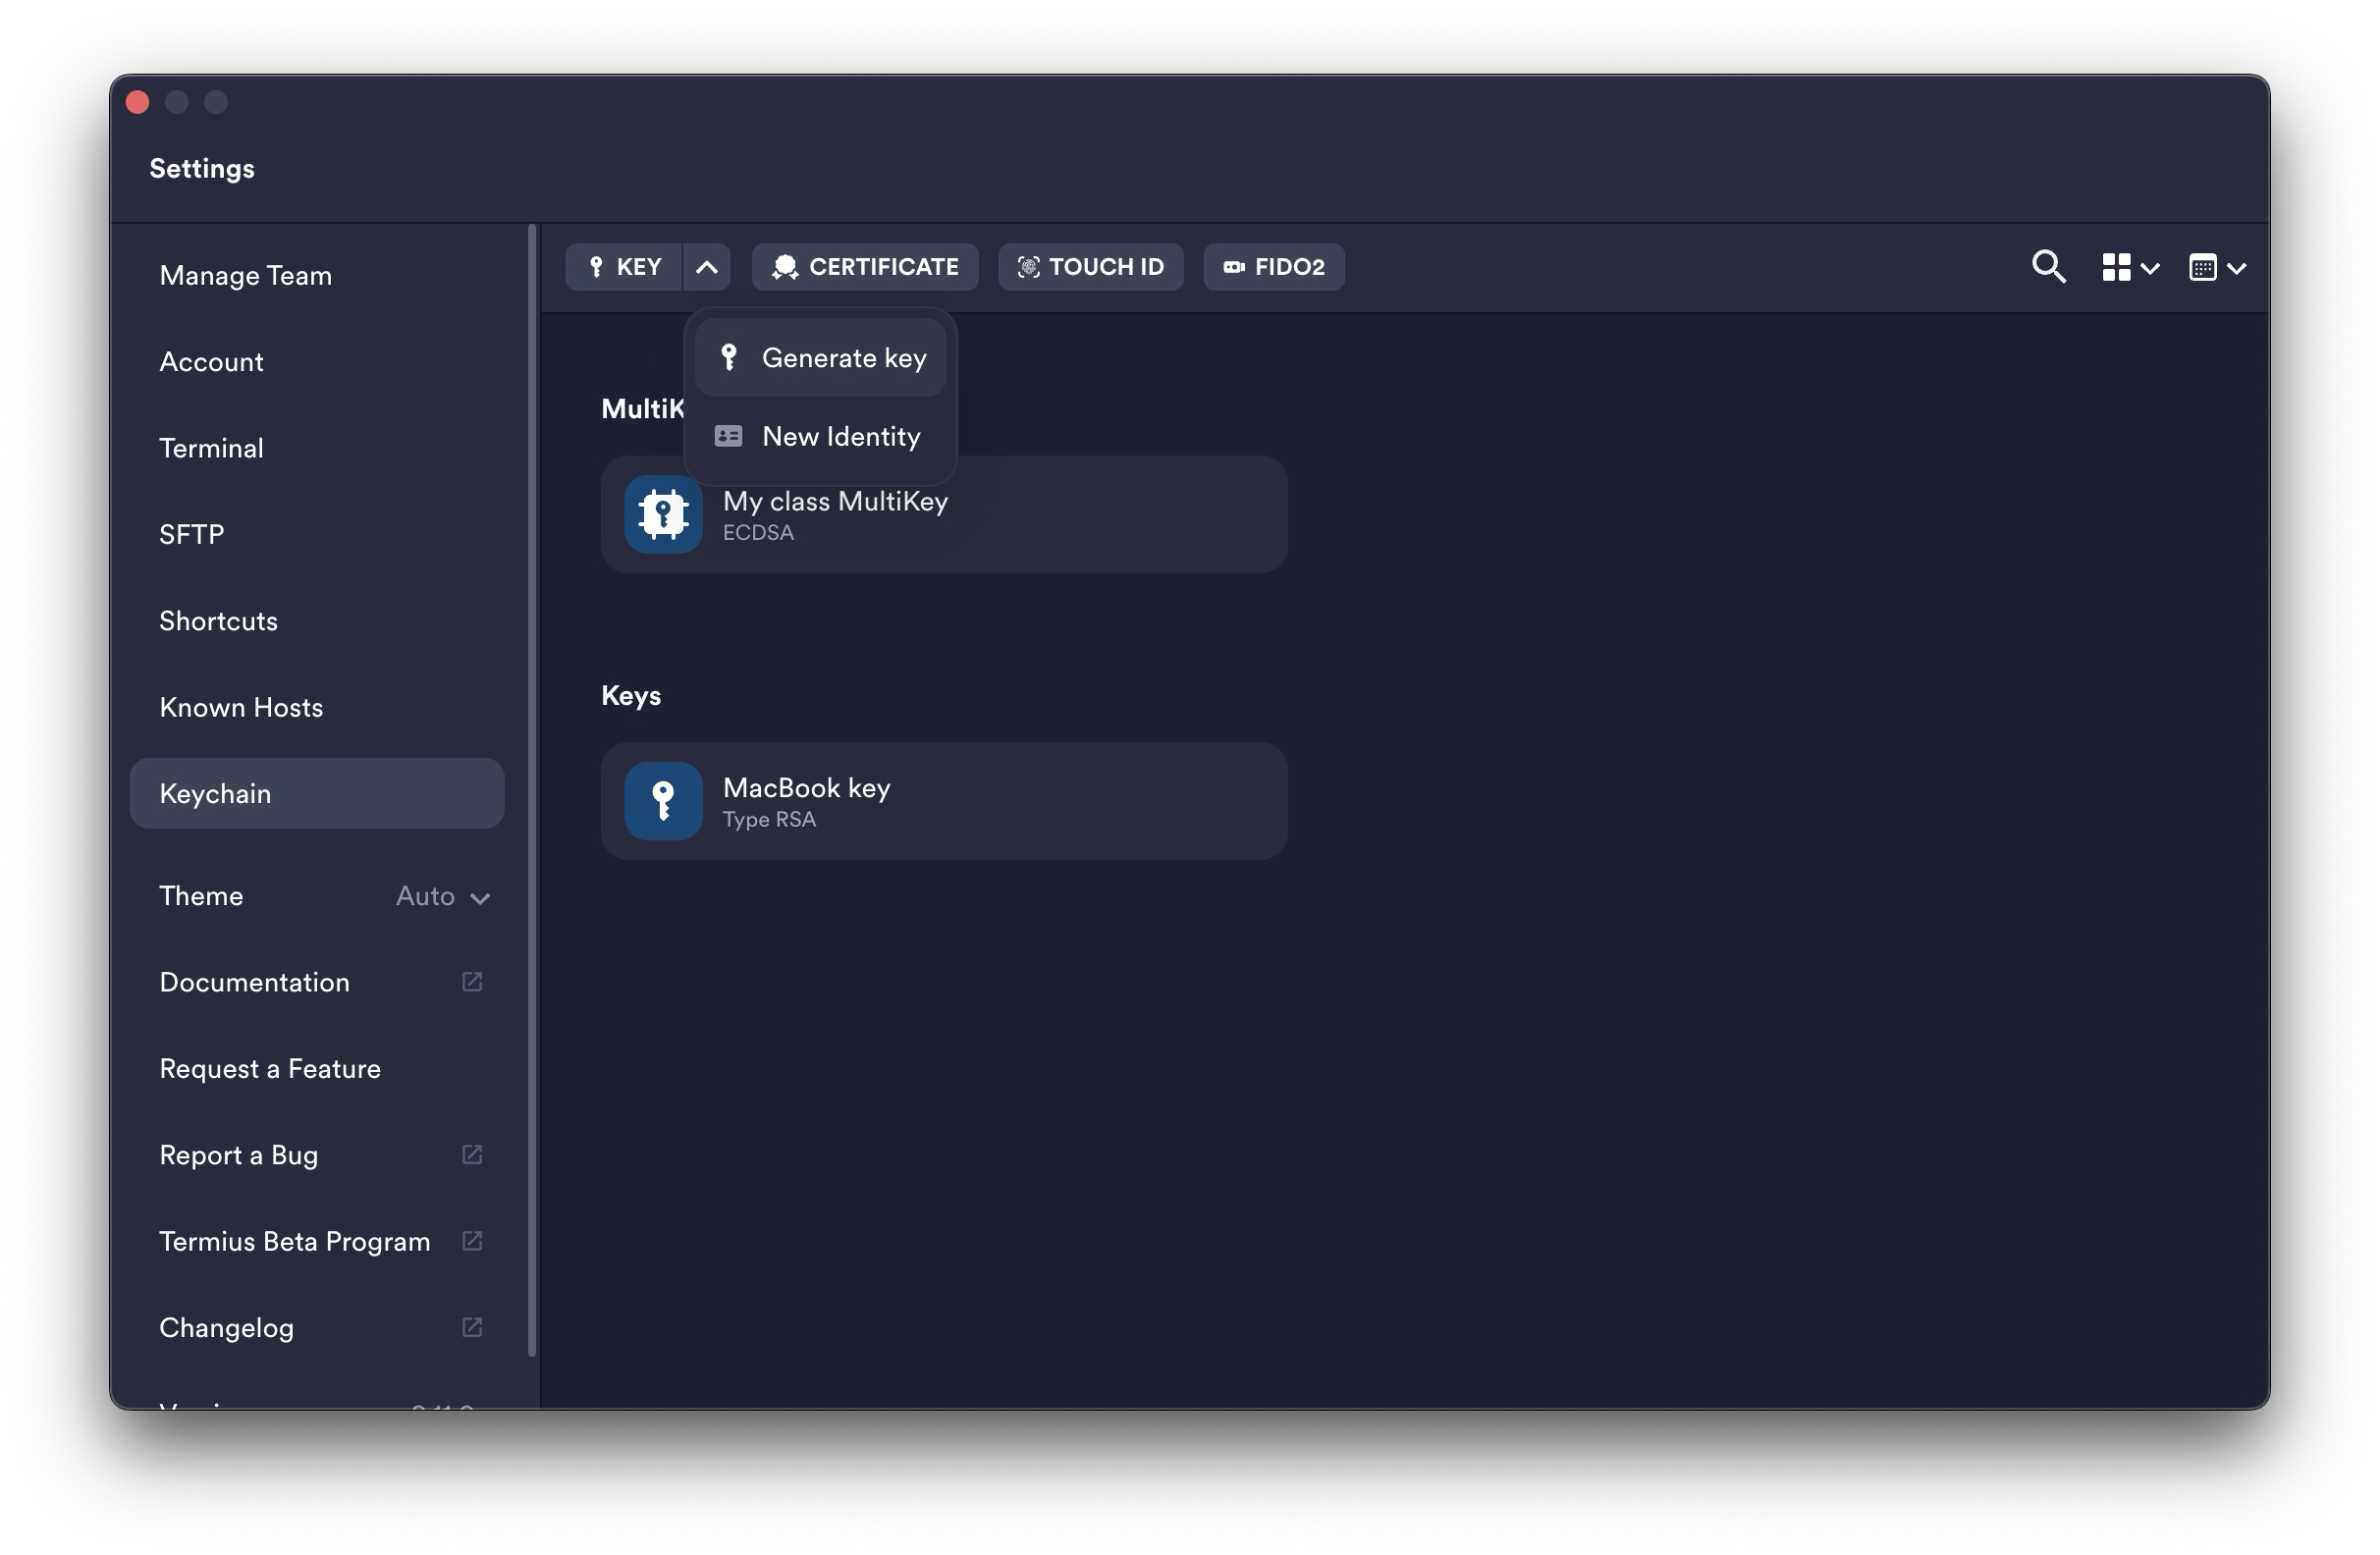 Settings
Manage Team
Account
Terminal
SFTP
Shortcuts
Known Hosts
Keychain
Theme Auto
Documentation
Request a Feature
Report a Bug
Termius Beta Program
Changelog
KEY CERTIFICATE TOUCH ID FIDO2
Generate key
New Identity
MultiK
My class MultiKey
ECDSA
Keys
MacBook key
Type RSA